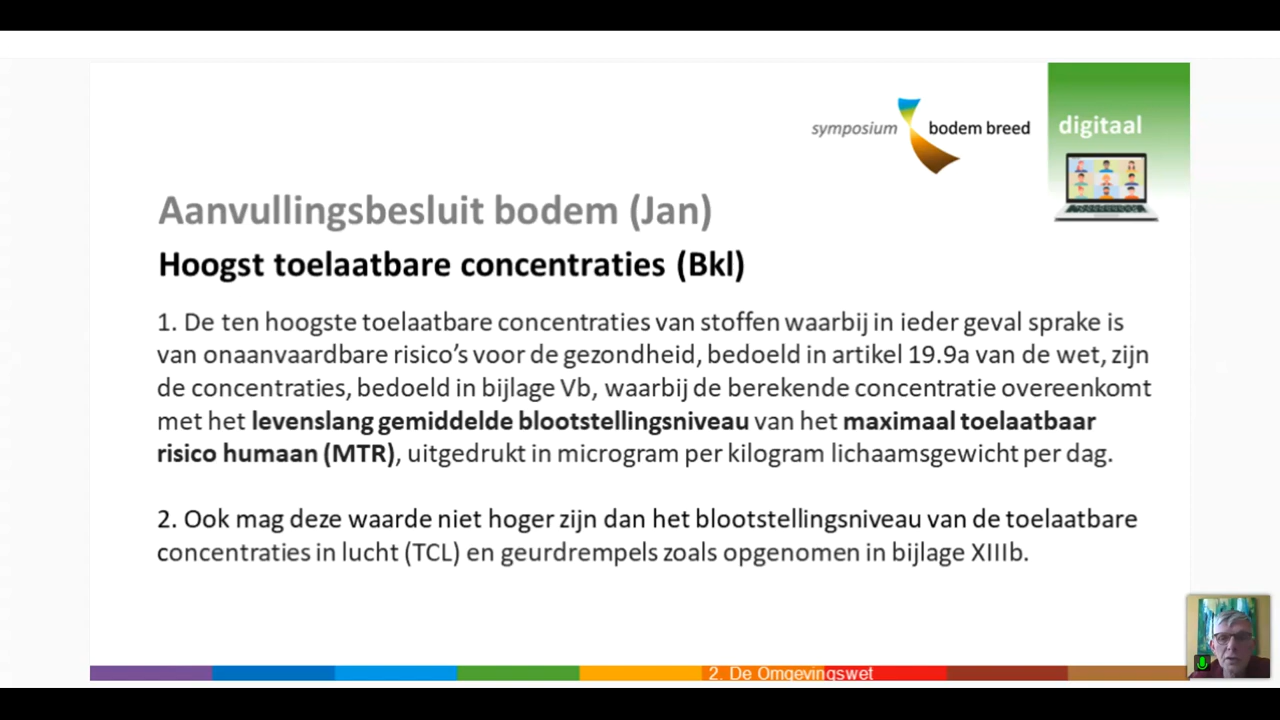 symposium bodem breed
digitaal
Aanvullingsbesluit bodem (Jan)
Hoogst toelaatbare concentraties (Bkl)
1. De ten hoogste toelaatbare concentraties van stoffen waarbij in ieder geval sprake is
van onaanvaardbare risico’s voor de gezondheid, bedoeld in artikel 19.9a van de wet, zijn
de concentraties, bedoeld in bijlage Vb, waarbij de berekende concentratie overeenkomt
met het levenslang gemiddelde blootstellingsniveau van het maximaal toelaatbaar
risico humaan (MTR), uitgedrukt in microgram per kilogram lichaamsgewicht per dag.
2. Ook mag deze waarde niet hoger zijn dan het blootstellingsniveau van de toelaatbare
concentraties in lucht (TCL) en geurdrempels zoals opgenomen in bijlage XIIIb.
2. De Omgevingswet